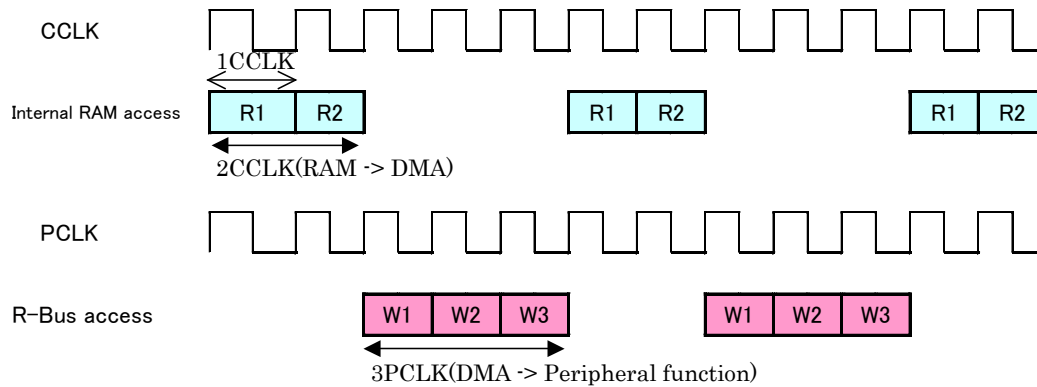 CCLK
1CCLK
Internal RAM access R1 R2 R1 R2 R1 R2
2CCLK(RAM -> DMA)
PCLK
R-Bus access W1 W2 W3 W1 W2 W3
3PCLK(DMA -> Peripheral function)